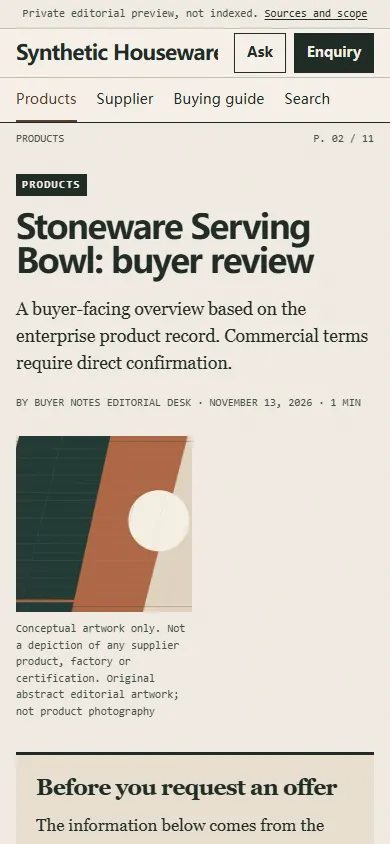 Private editorial preview, not indexed. Sources and scope
Synthetic Houseware
Ask
Enquiry
Products
Supplier
Buying guide
Search
PRODUCTS
P. 02 / 11
PRODUCTS
Stoneware Serving
Bowl: buyer review
A buyer-facing overview based on the
enterprise product record. Commercial terms
require direct confirmation.
BY BUYER NOTES EDITORIAL DESK · NOVEMBER 13, 2026 · 1 MIN
Conceptual artwork only. Not
a depiction of any supplier
product, factory or
certification. Original
abstract editorial artwork;
not product photography
Before you request an offer
The information below comes from the